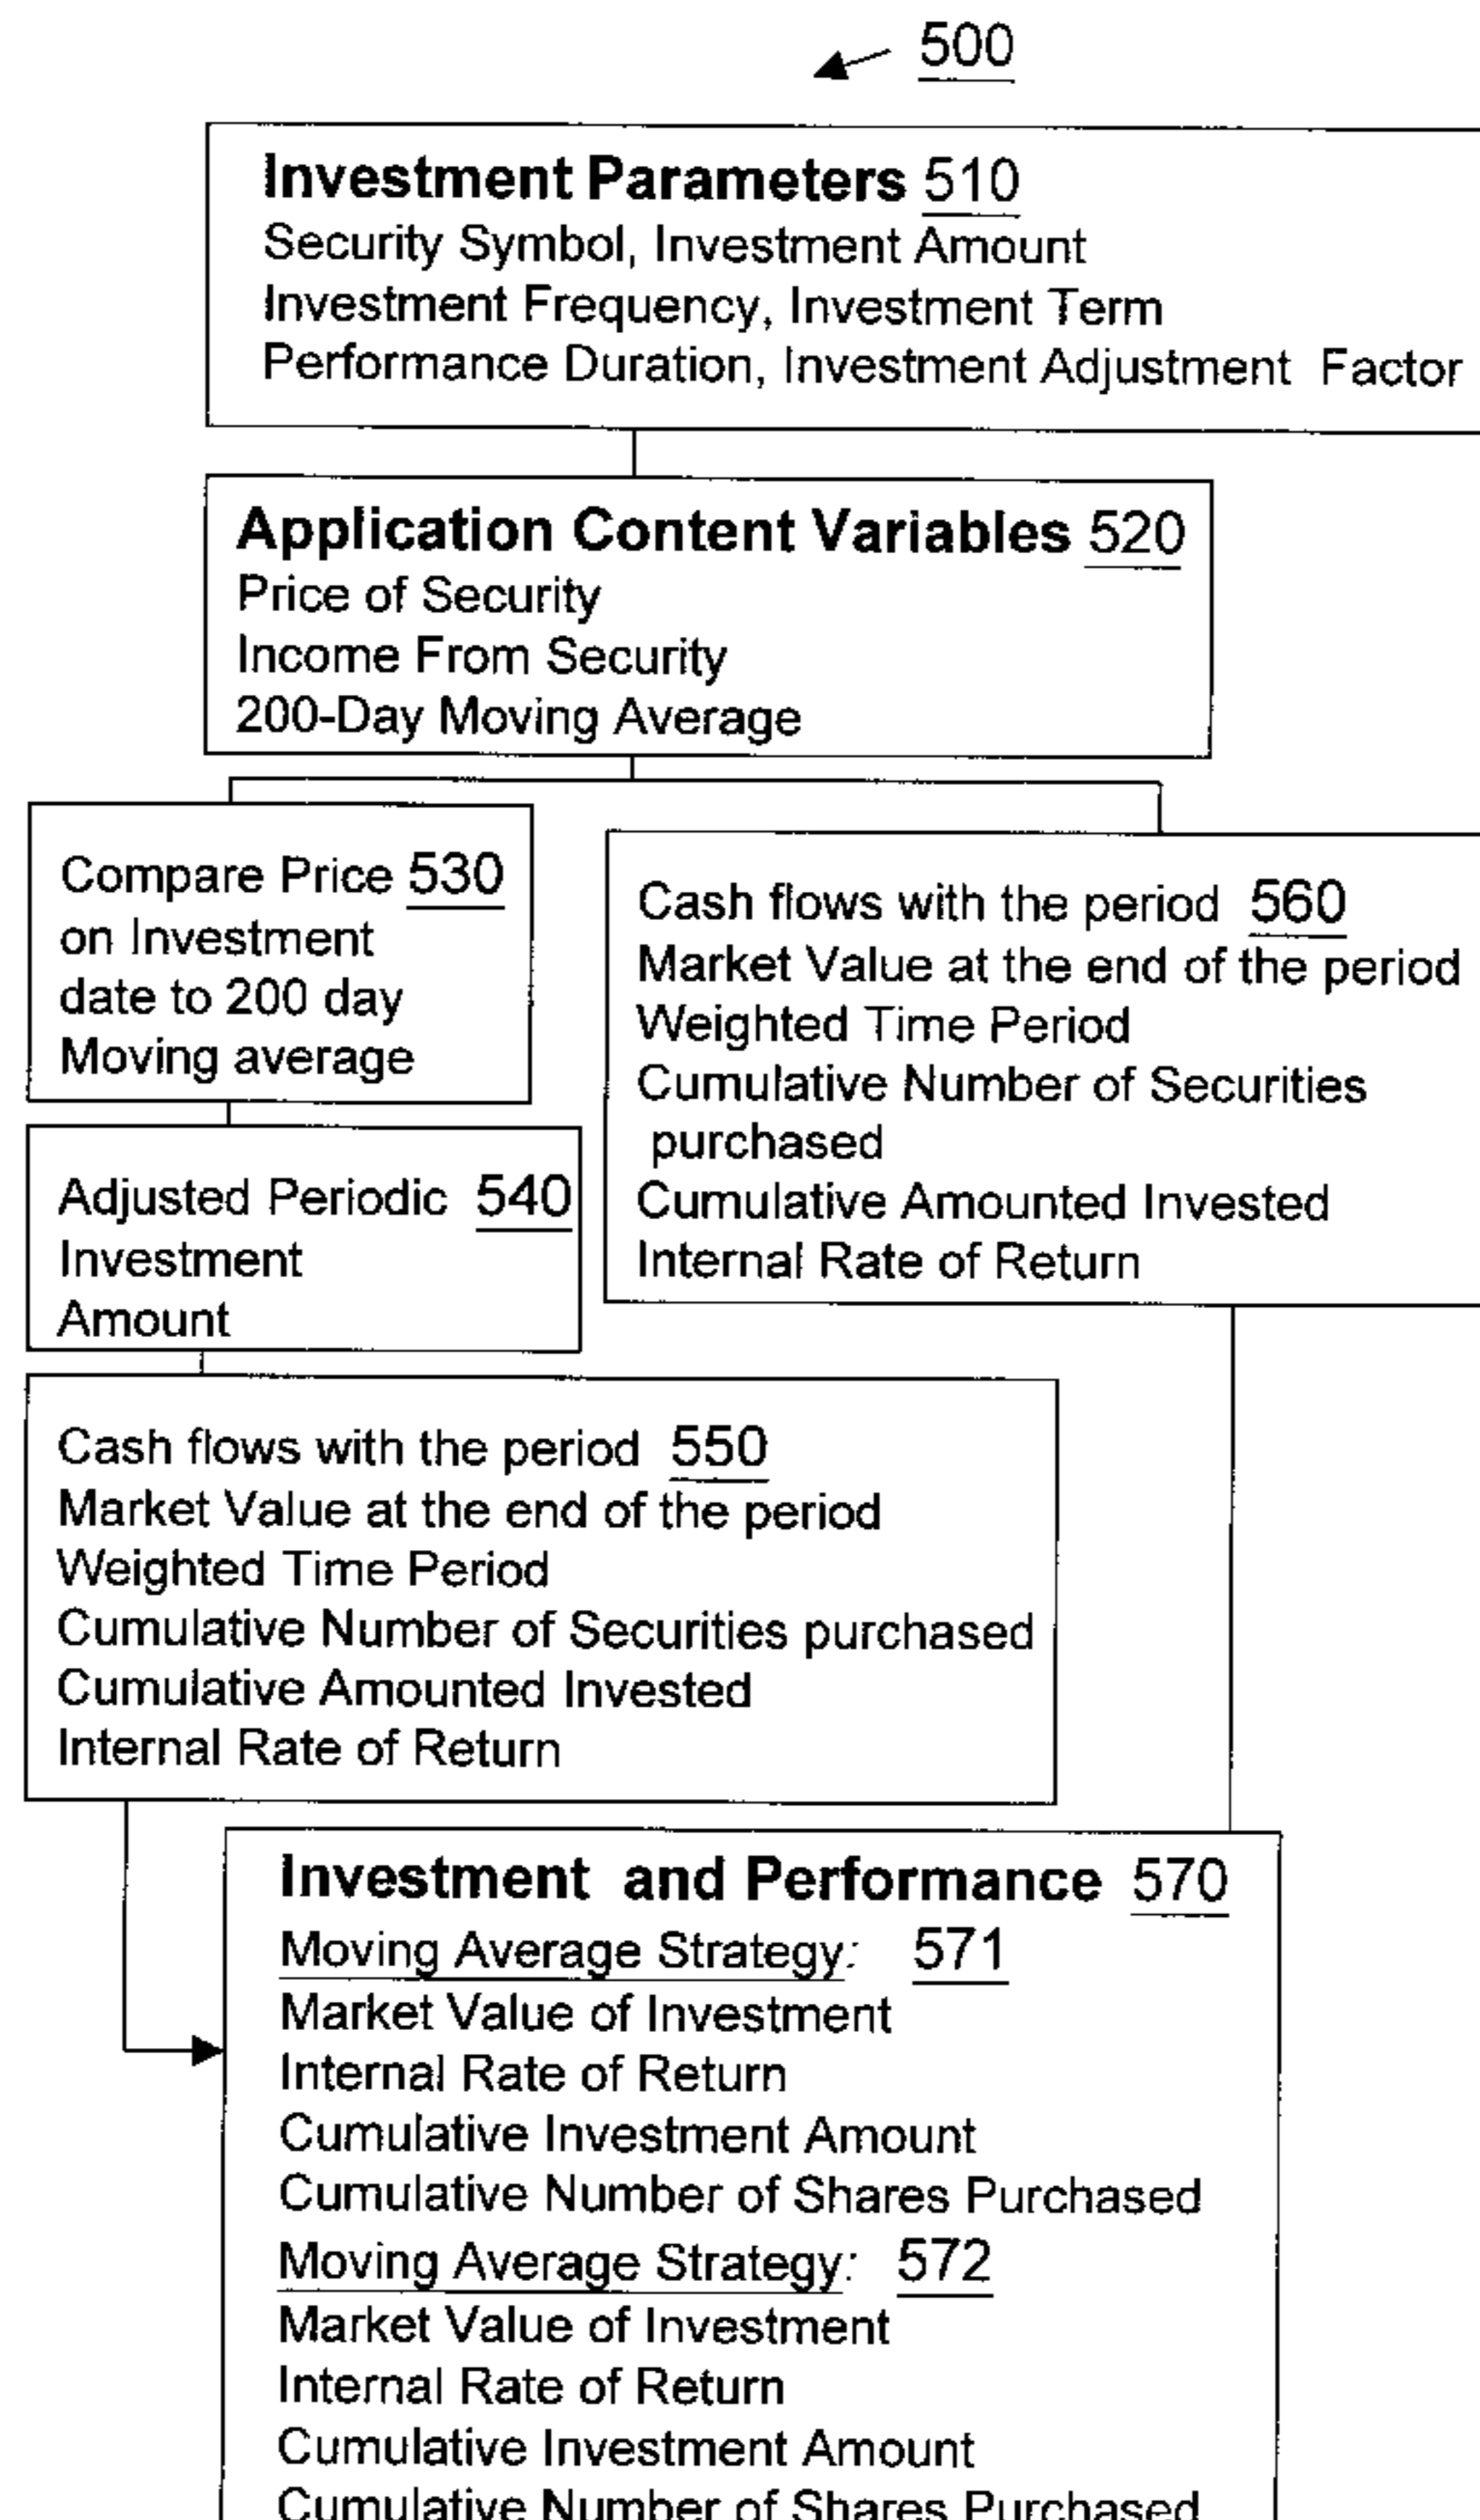 500
Investment Parameters 510
Security Symbol, Investment Amount
Investment Frequency, Investment Term
Performance Duration, Investment Adjustment Factor
Application Content Variables 520
Price of Security
Income From Security
200-Day Moving Average
Compare Price 530
on Investment
date to 200 day
Moving average
Adjusted Periodic 540
Investment
Amount
Cash flows with the period 560
Market Value at the end of the period
Weighted Time Period
Cumulative Number of Securities
purchased
Cumulative Amounted Invested
Internal Rate of Return
Cash flows with the period 550
Market Value at the end of the period
Weighted Time Period
Cumulative Number of Securities purchased
Cumulative Amounted Invested
Internal Rate of Return
Investment and Performance 570
Moving Average Strategy: 571
Market Value of Investment
Internal Rate of Return
Cumulative Investment Amount
Cumulative Number of Shares Purchased
Moving Average Strategy: 572
Market Value of Investment
Internal Rate of Return
Cumulative Investment Amount
Cumulative Number of Shares Purchased